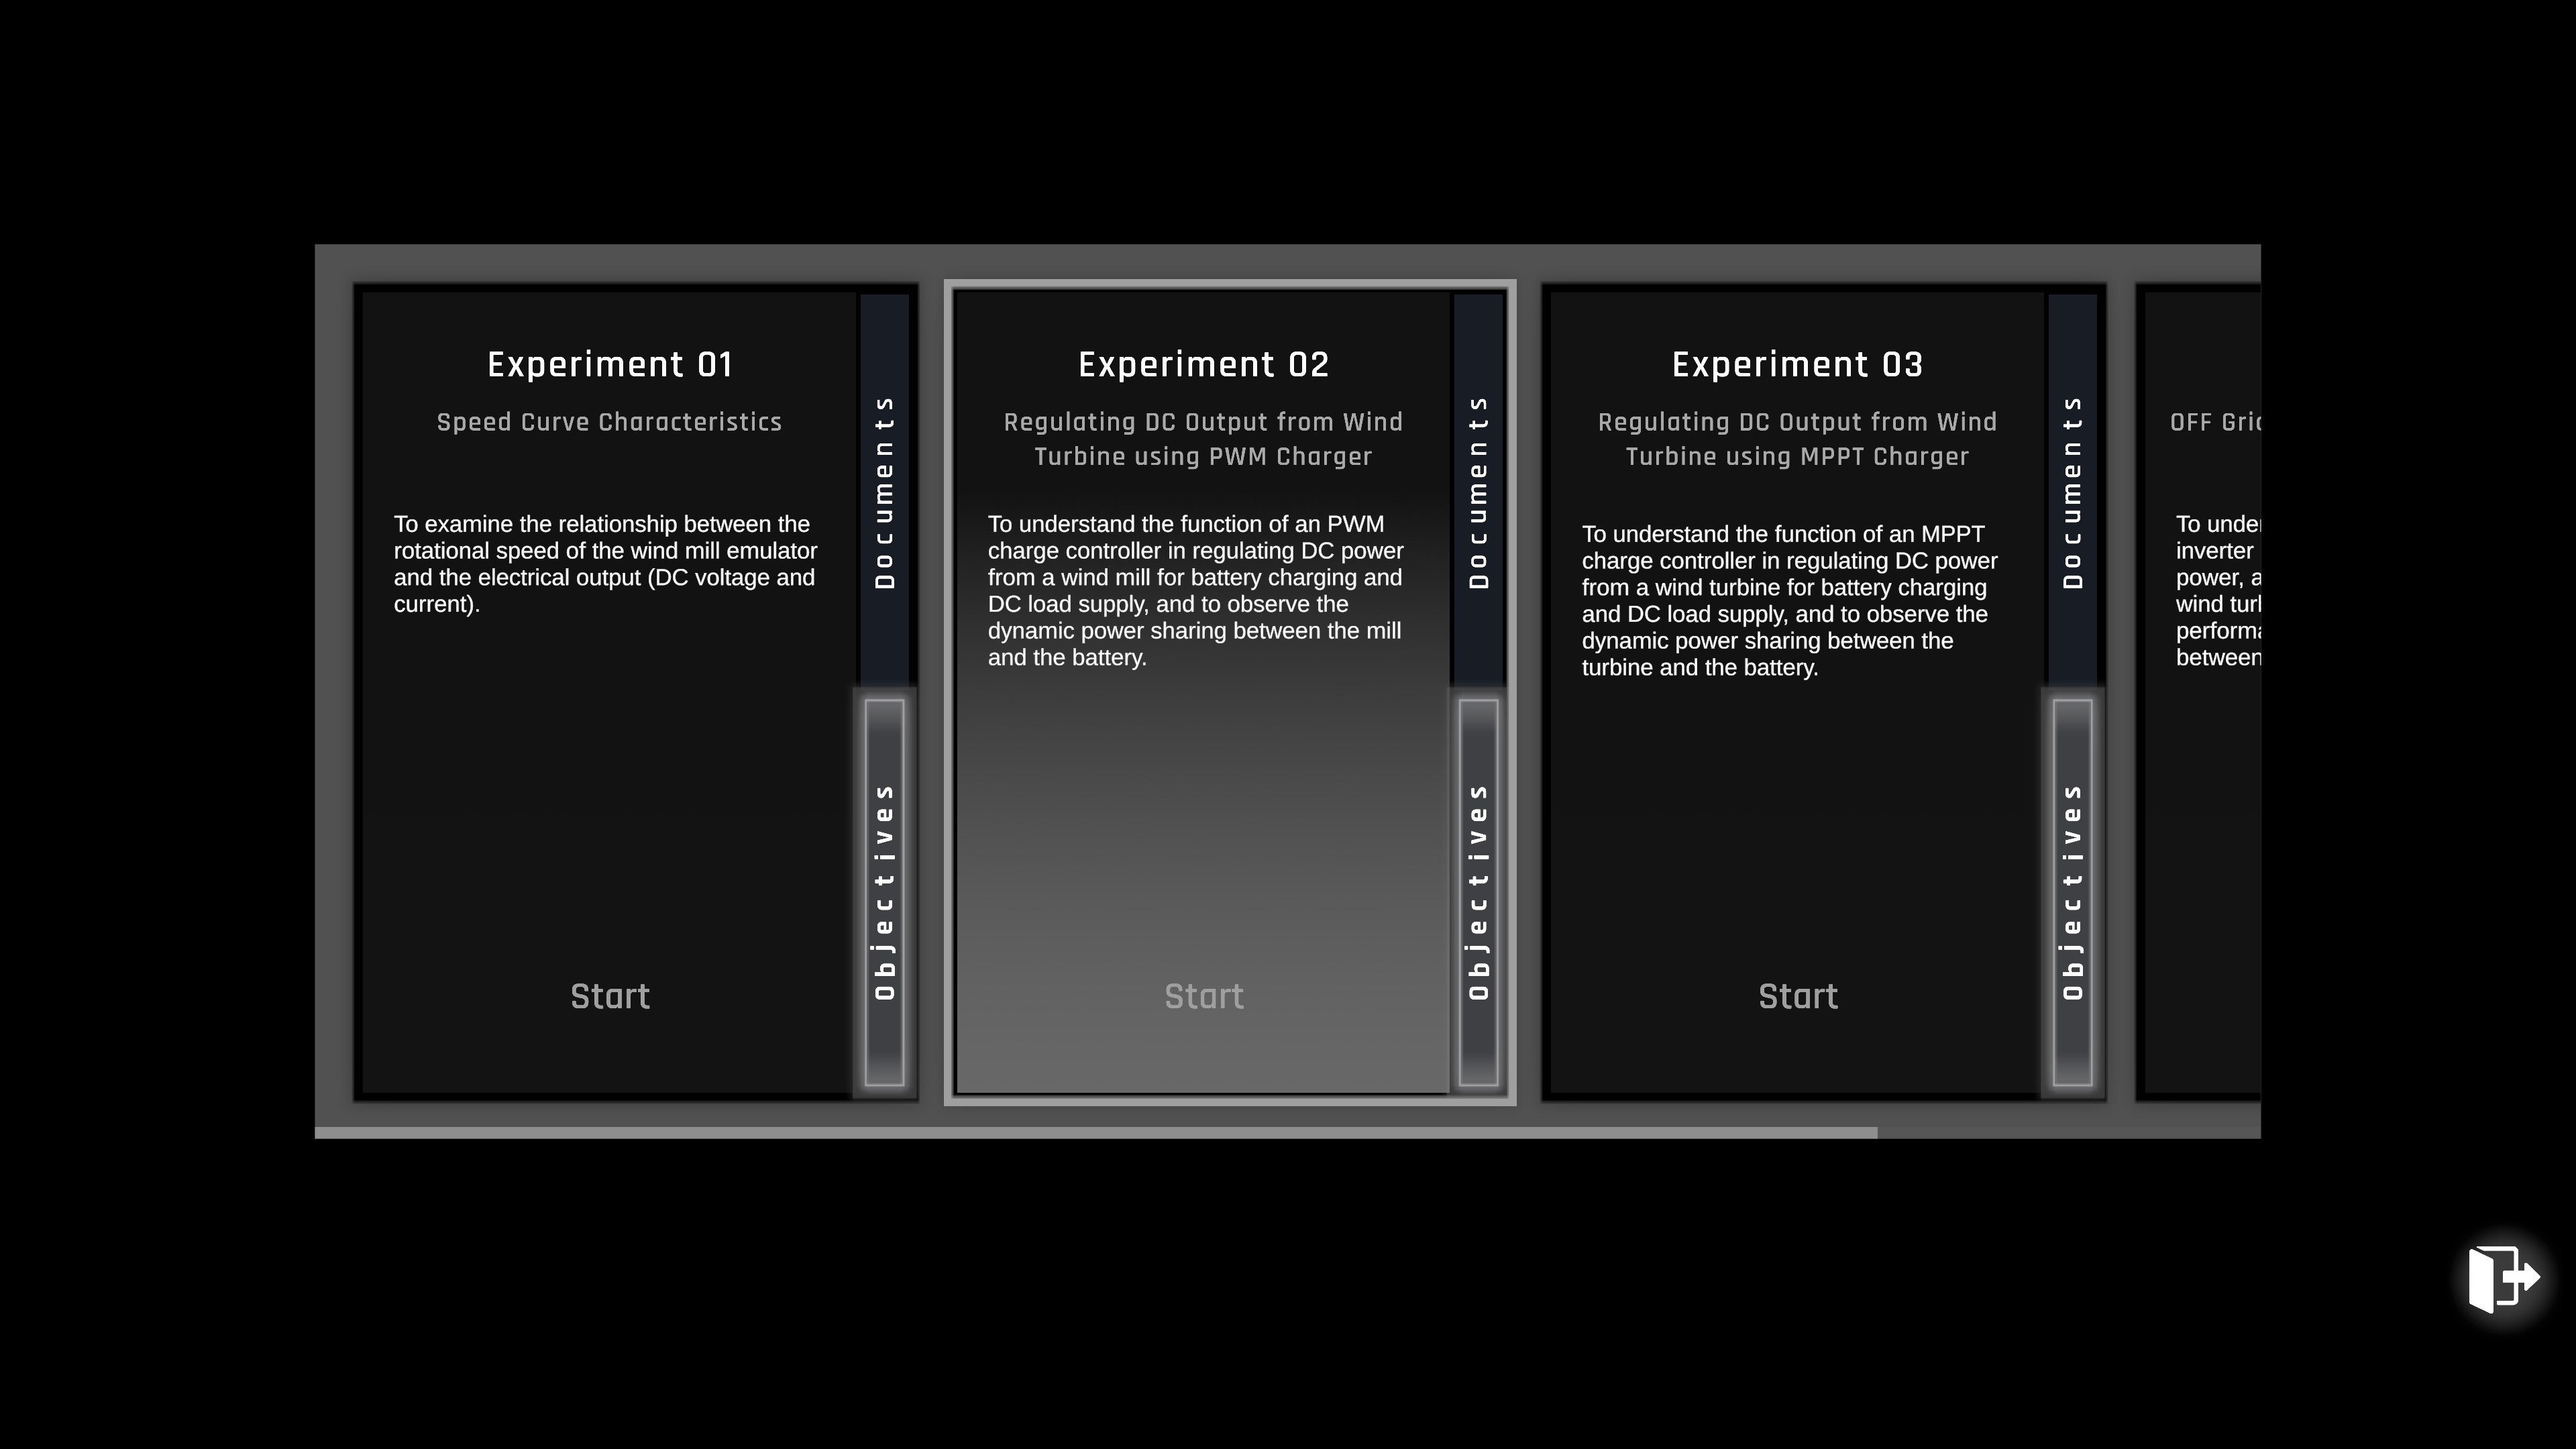 Experiment 01
Speed Curve Characteristics
To examine the relationship between the
rotational speed of the wind mill emulator
and the electrical output (DC voltage and
current).
Start
Documents
Objectives
Experiment 02
Regulating DC Output from Wind
Turbine using PWM Charger
To understand the function of an PWM
charge controller in regulating DC power
from a wind mill for battery charging and
DC load supply, and to observe the
dynamic power sharing between the mill
and the battery.
Start
Documents
Objectives
Experiment 03
Regulating DC Output from Wind
Turbine using MPPT Charger
To understand the function of an MPPT
charge controller in regulating DC power
from a wind turbine for battery charging
and DC load supply, and to observe the
dynamic power sharing between the
turbine and the battery.
Start
Documents
Objectives
OFF
To
inverter
power,
wind
between